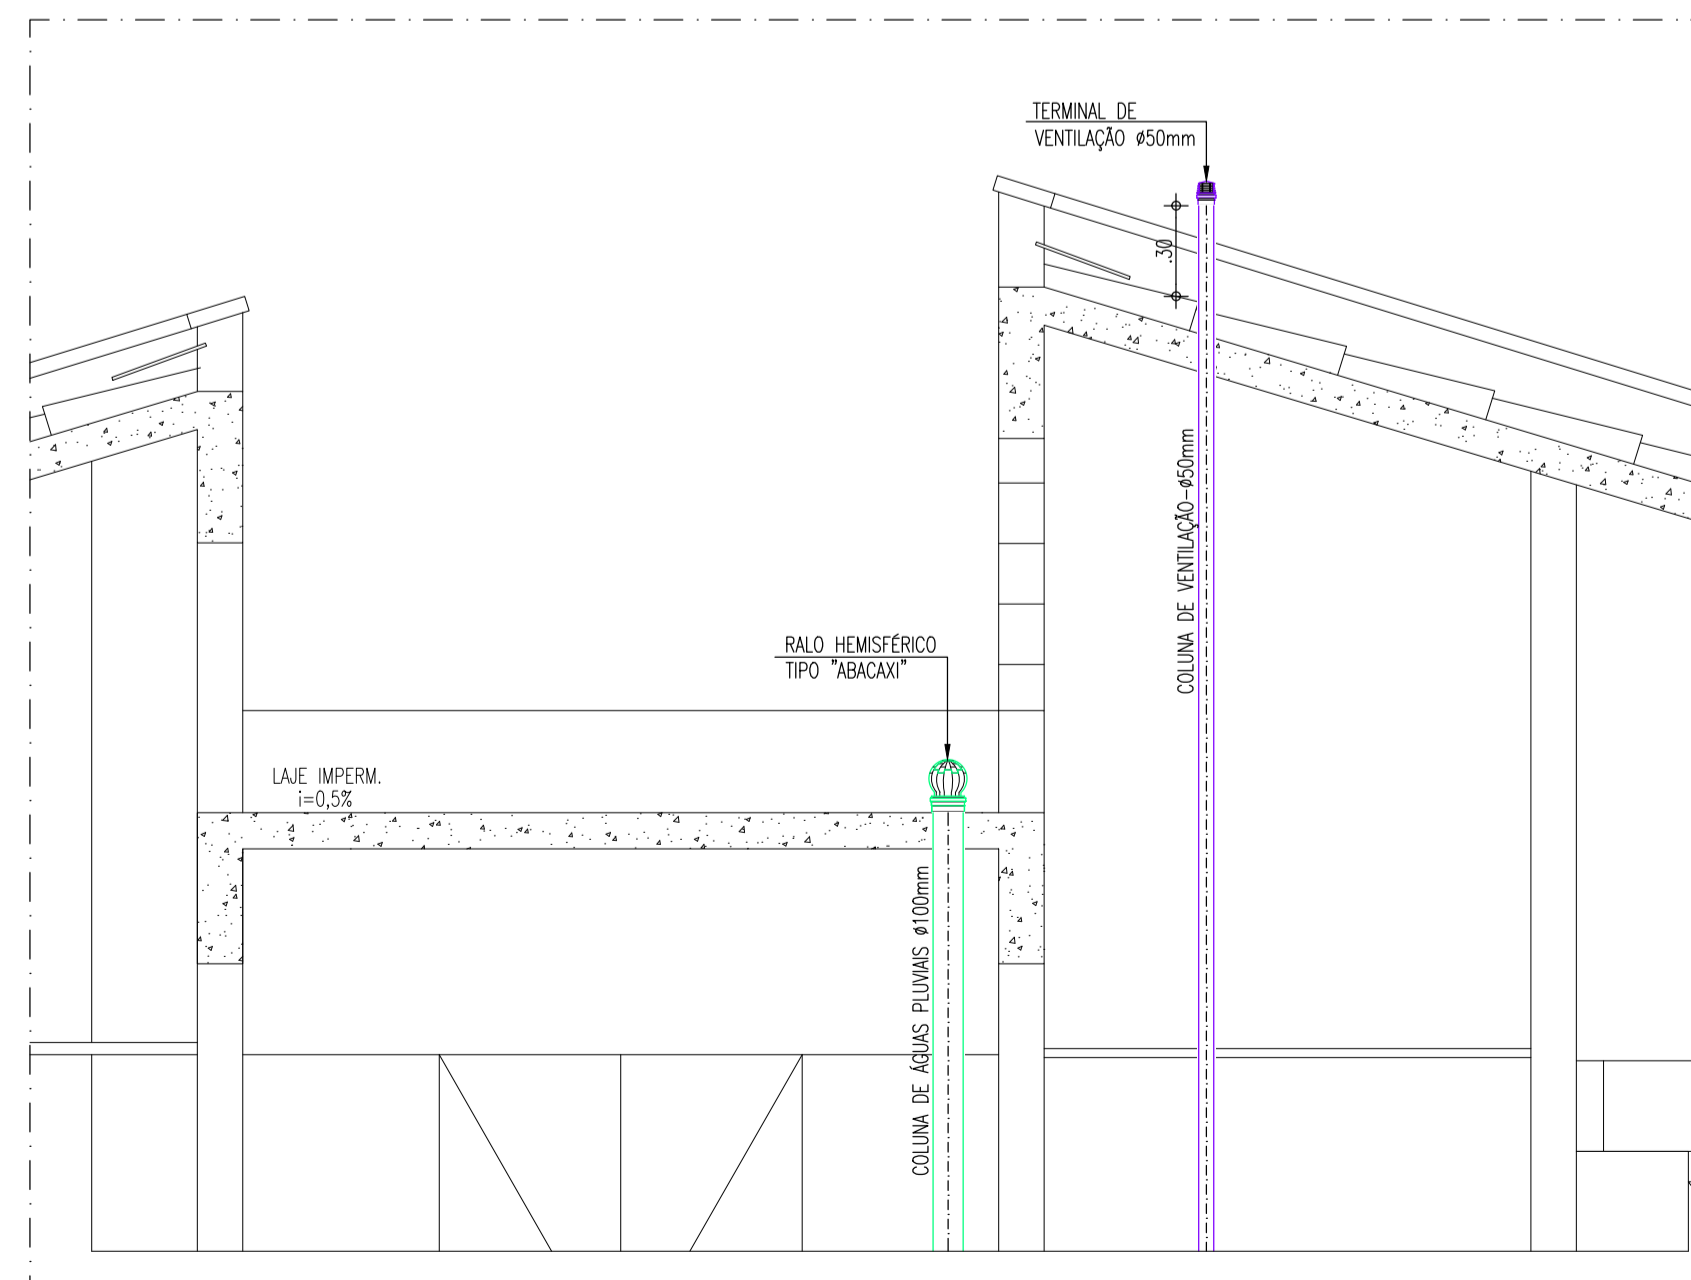 TERMINAL DE
VENTILAÇÃO ø50mm
.30
COLUNA DE VENTILAÇÃO-ø50mm
RALO HEMISFÉRICO
TIPO "ABACAXI"
LAJE IMPERM.
i=0,5%
COLUNA DE ÁGUAS PLUVIAIS ø100mm